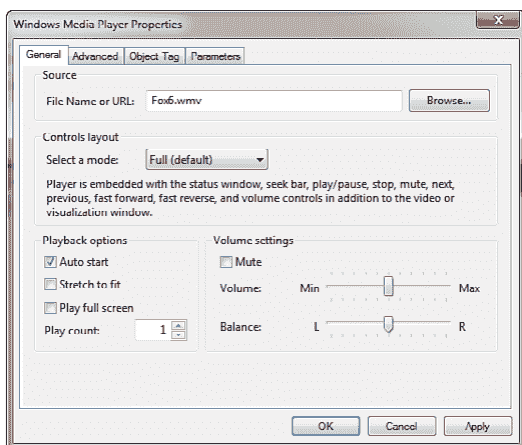 Windows Media Player Properties
General Advanced Object Tag Parameters
Source
File Name or URL: Fox6.wmv Browse...
Controls layout
Select a mode: Full (default)
Player is embedded with the status window, seek bar, play/pause, stop, mute, next,
previous, fast forward, fast reverse, and volume controls in addition to the video or
visualization window.
Playback options Volume settings
Auto start Mute
Stretch to fit Volume: Min Max
Play full screen
Play count: 1 Balance: L R
OK Cancel Apply